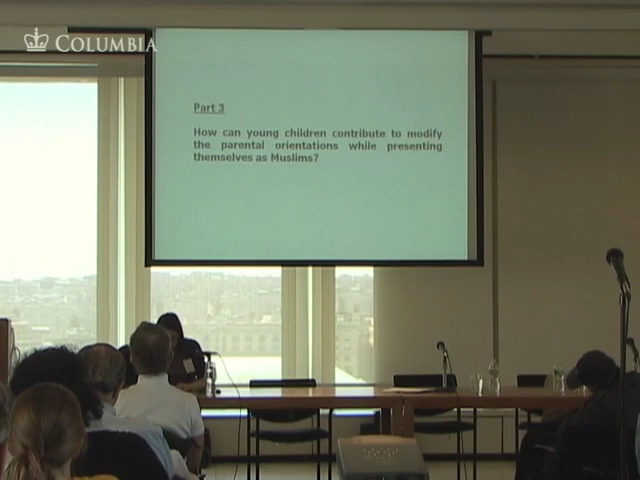 COLUMBIA
Part 3
How can young children contribute to modify
the parental orientations while presenting
themselves as Muslims?